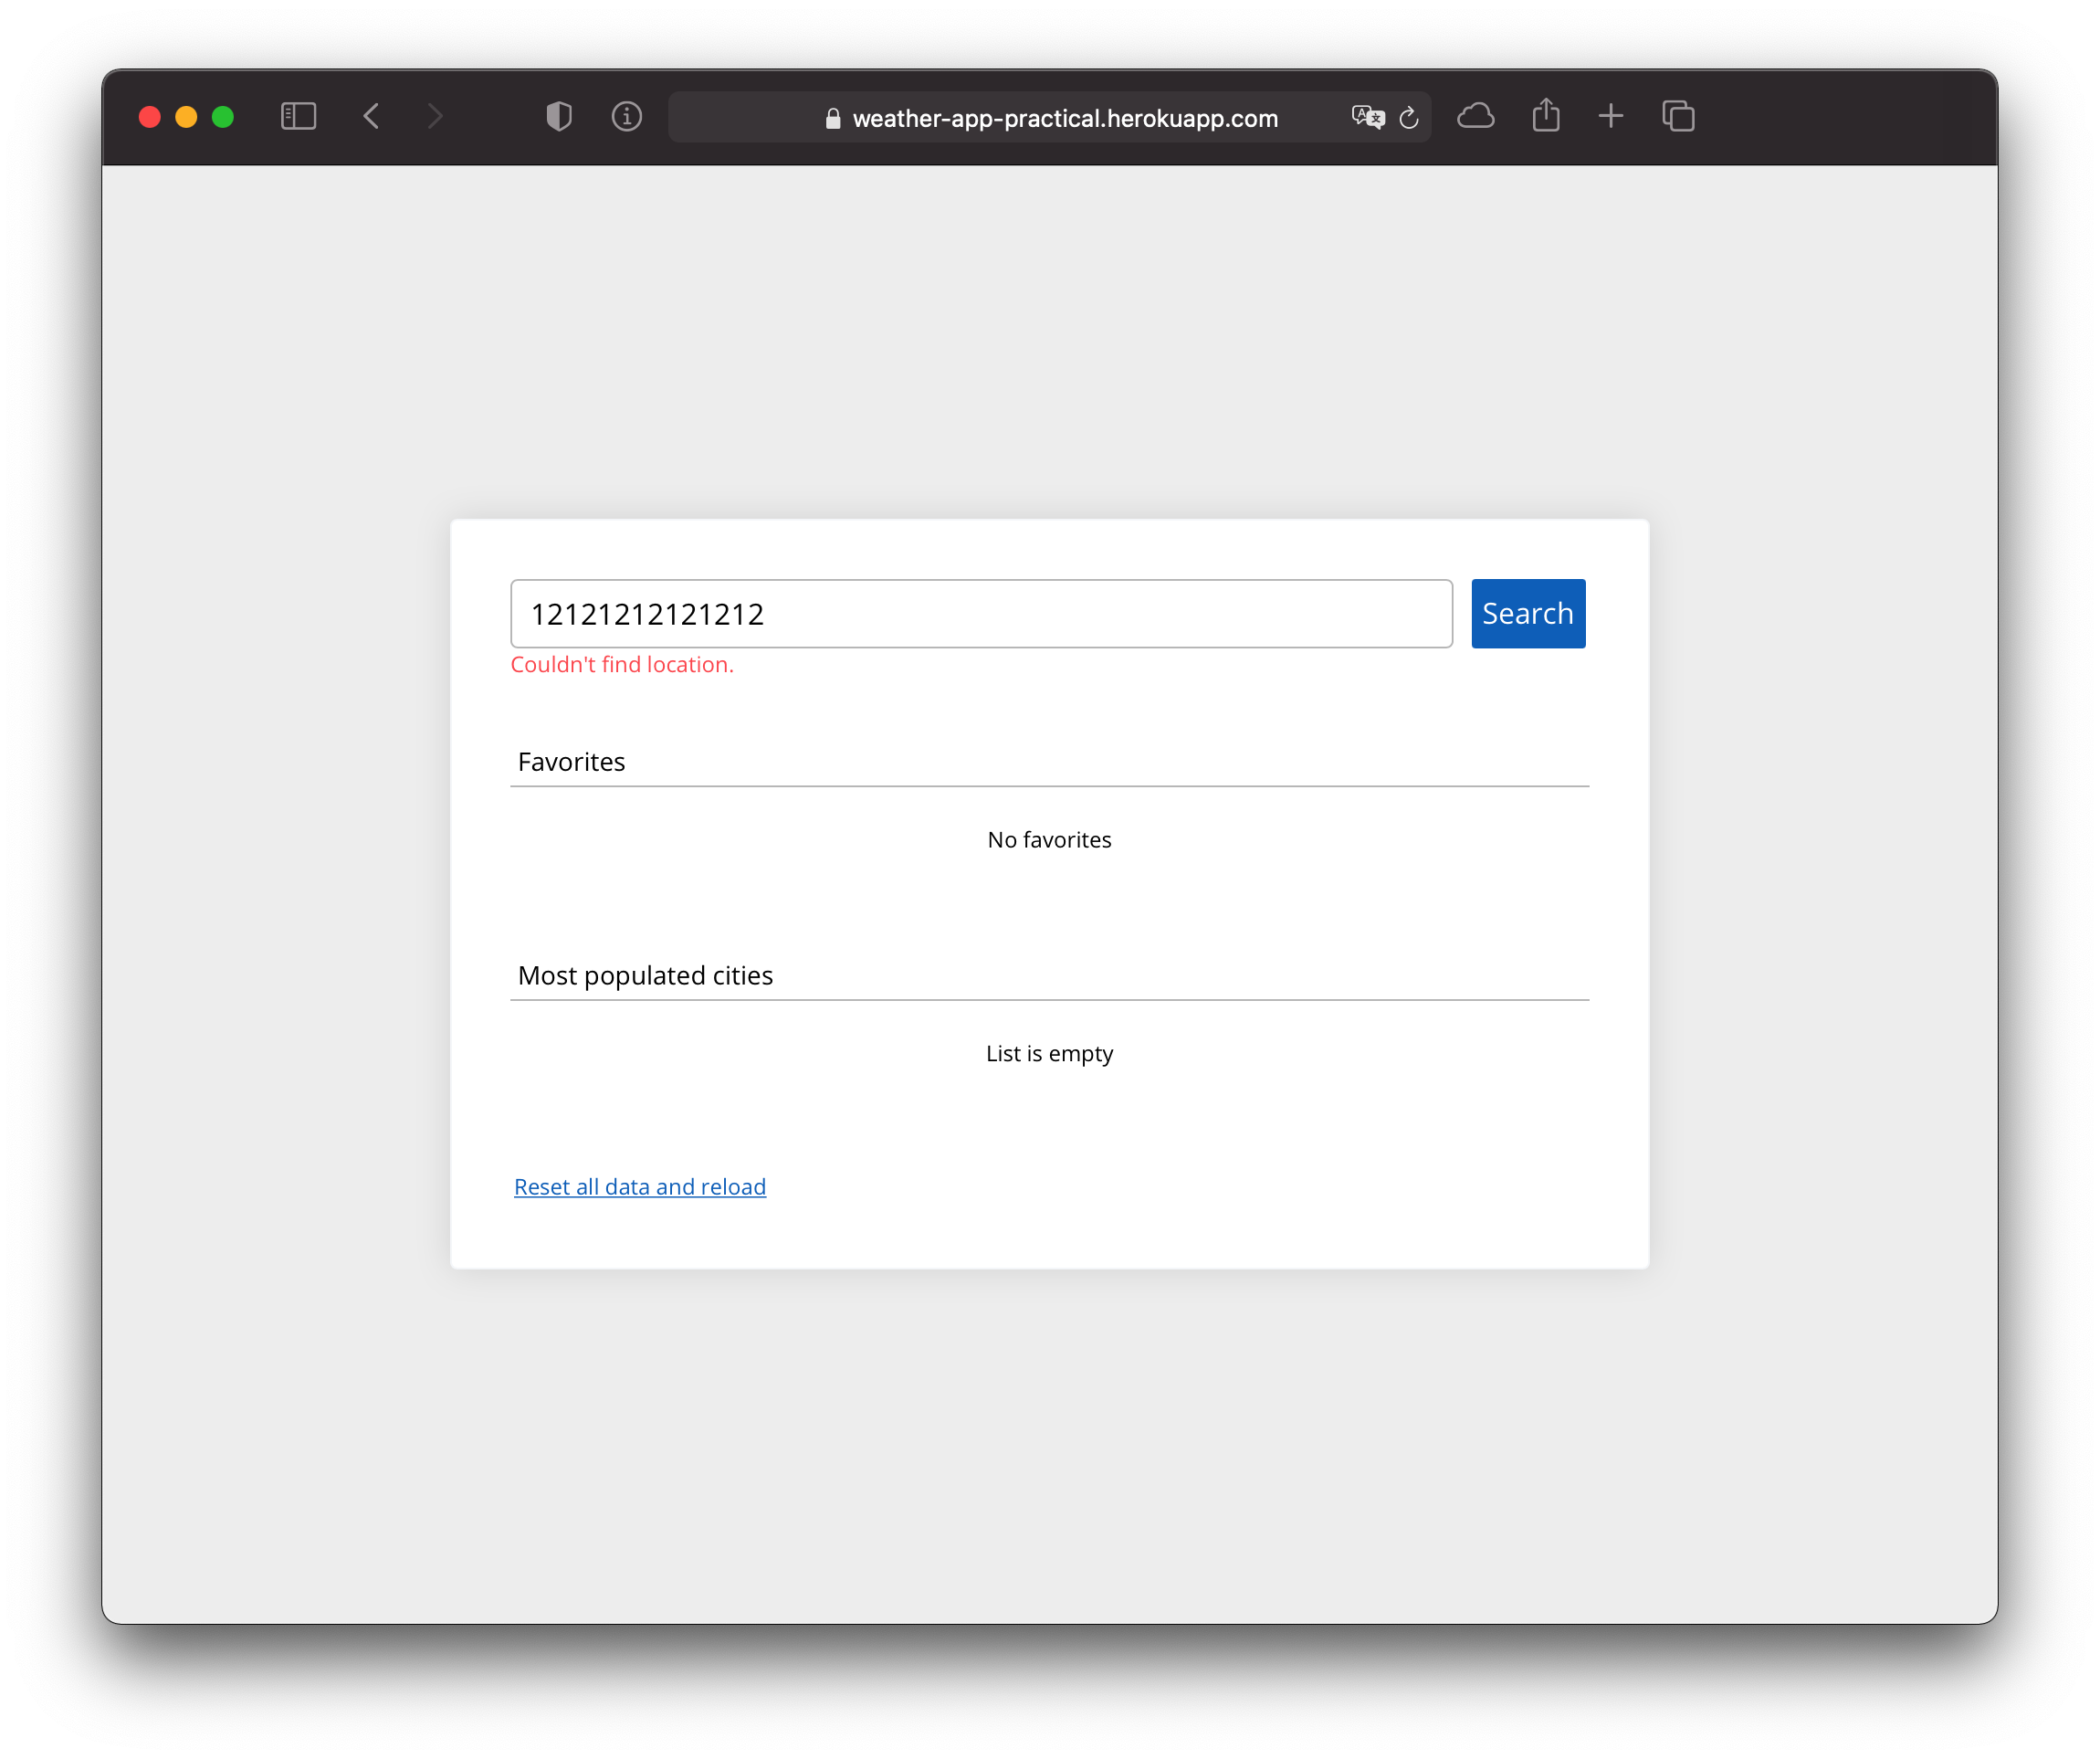 weather-app-practical.herokuapp.com
12121212121212
Search
Couldn't find location.
Favorites
No favorites
Most populated cities
List is empty
Reset all data and reload